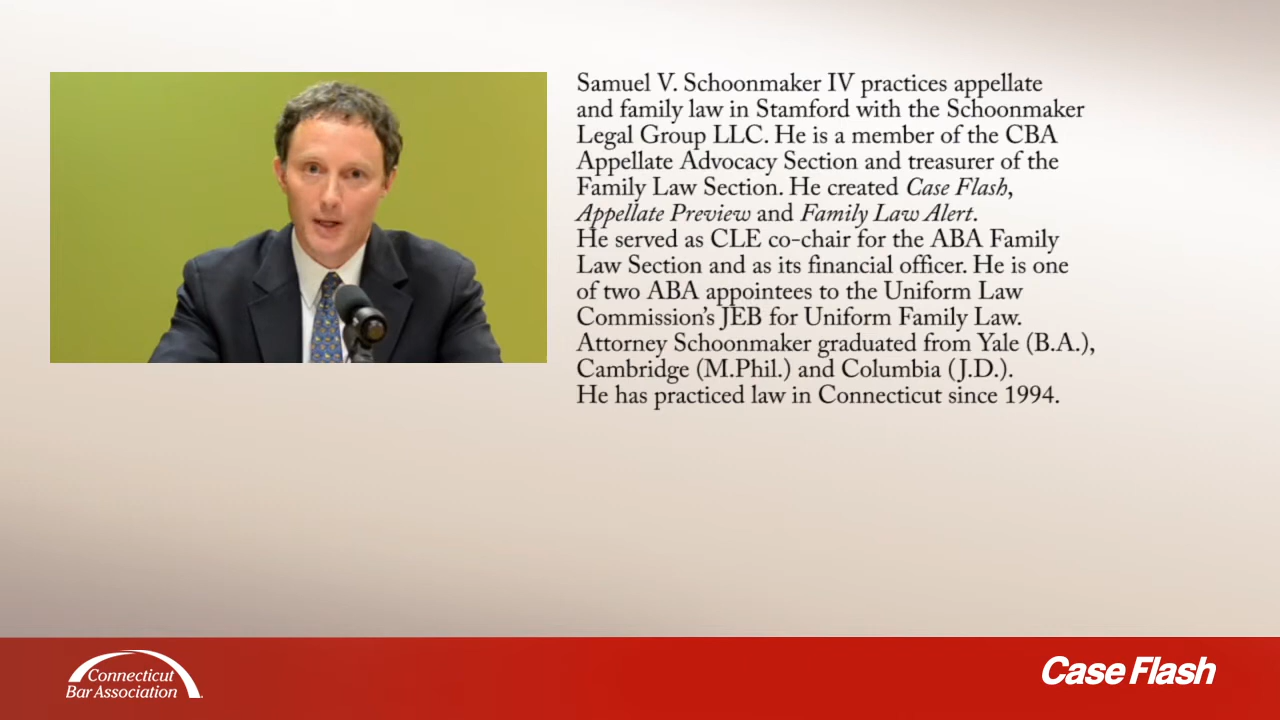 Samuel V. Schoonmaker IV practices appellate
and family law in Stamford with the Schoonmaker
Legal Group LLC. He is a member of the CBA
Appellate Advocacy Section and treasurer of the
Family Law Section. He created Case Flash,
Appellate Preview and Family Law Alert.
He served as CLE co-chair for the ABA Family
Law Section and as its financial officer. He is one
of two ABA appointees to the Uniform Law
Commission's JEB for Uniform Family Law.
Attorney Schoonmaker graduated from Yale (B.A.),
Cambridge (M.Phil.) and Columbia (J.D.).
He has practiced law in Connecticut since 1994.
Connecticut
Bar Association
Case Flash